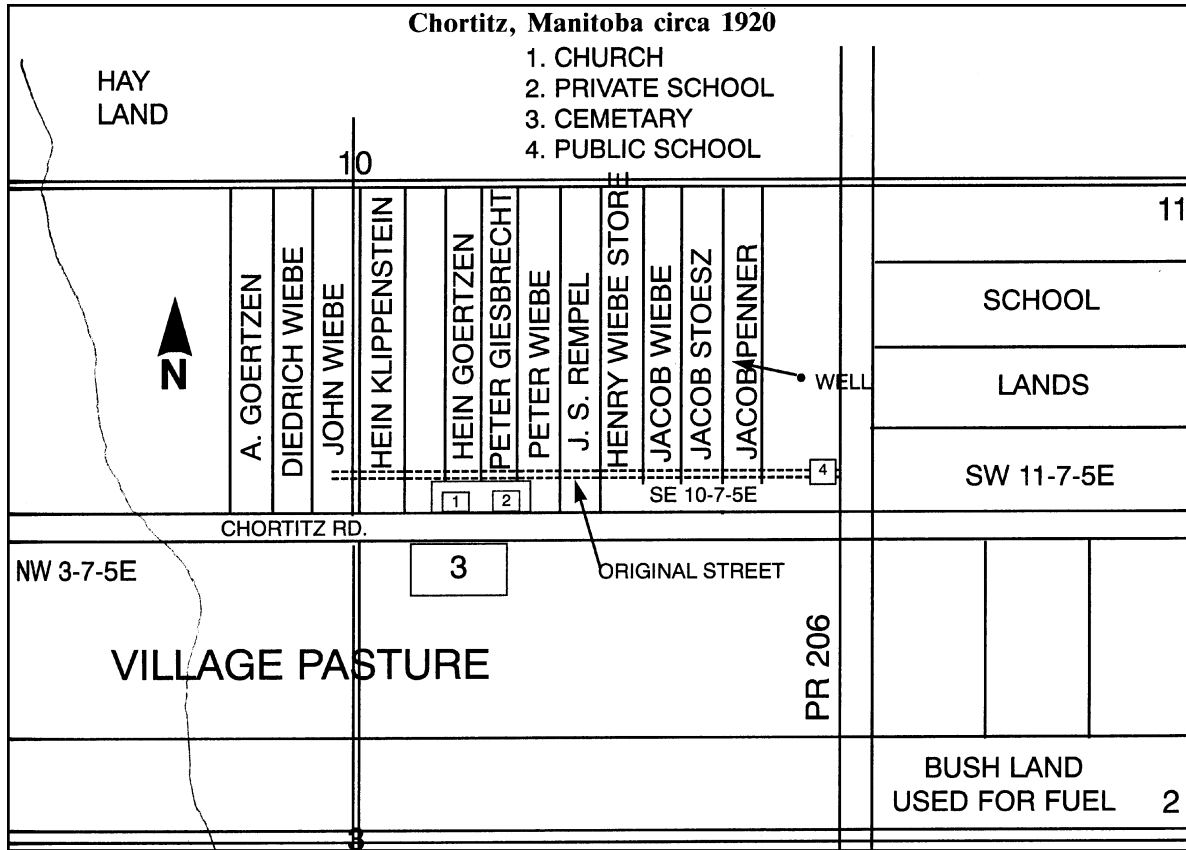 Chortitz, Manitoba circa 1920
1. CHURCH
2. PRIVATE SCHOOL
3. CEMETARY
4. PUBLIC SCHOOL
HAY
LAND
10
11
A. GOERTZEN
DIEDRICH WIEBE
JOHN WIEBE
HEIN KLIPPENSTEIN
HEIN GOERTZEN
PETER GIESBRECHT
PETER WIEBE
J. S. REMPEL
HENRY WIEBE STORE
JACOB WIEBE
JACOB STOESZ
JACOB PENNER
N
WELL
SCHOOL
LANDS
SW 11-7-5E
4
1
2
SE 10-7-5E
CHORTITZ RD.
NW 3-7-5E
3
ORIGINAL STREET
VILLAGE PASTURE
PR 206
BUSH LAND
USED FOR FUEL
2
3